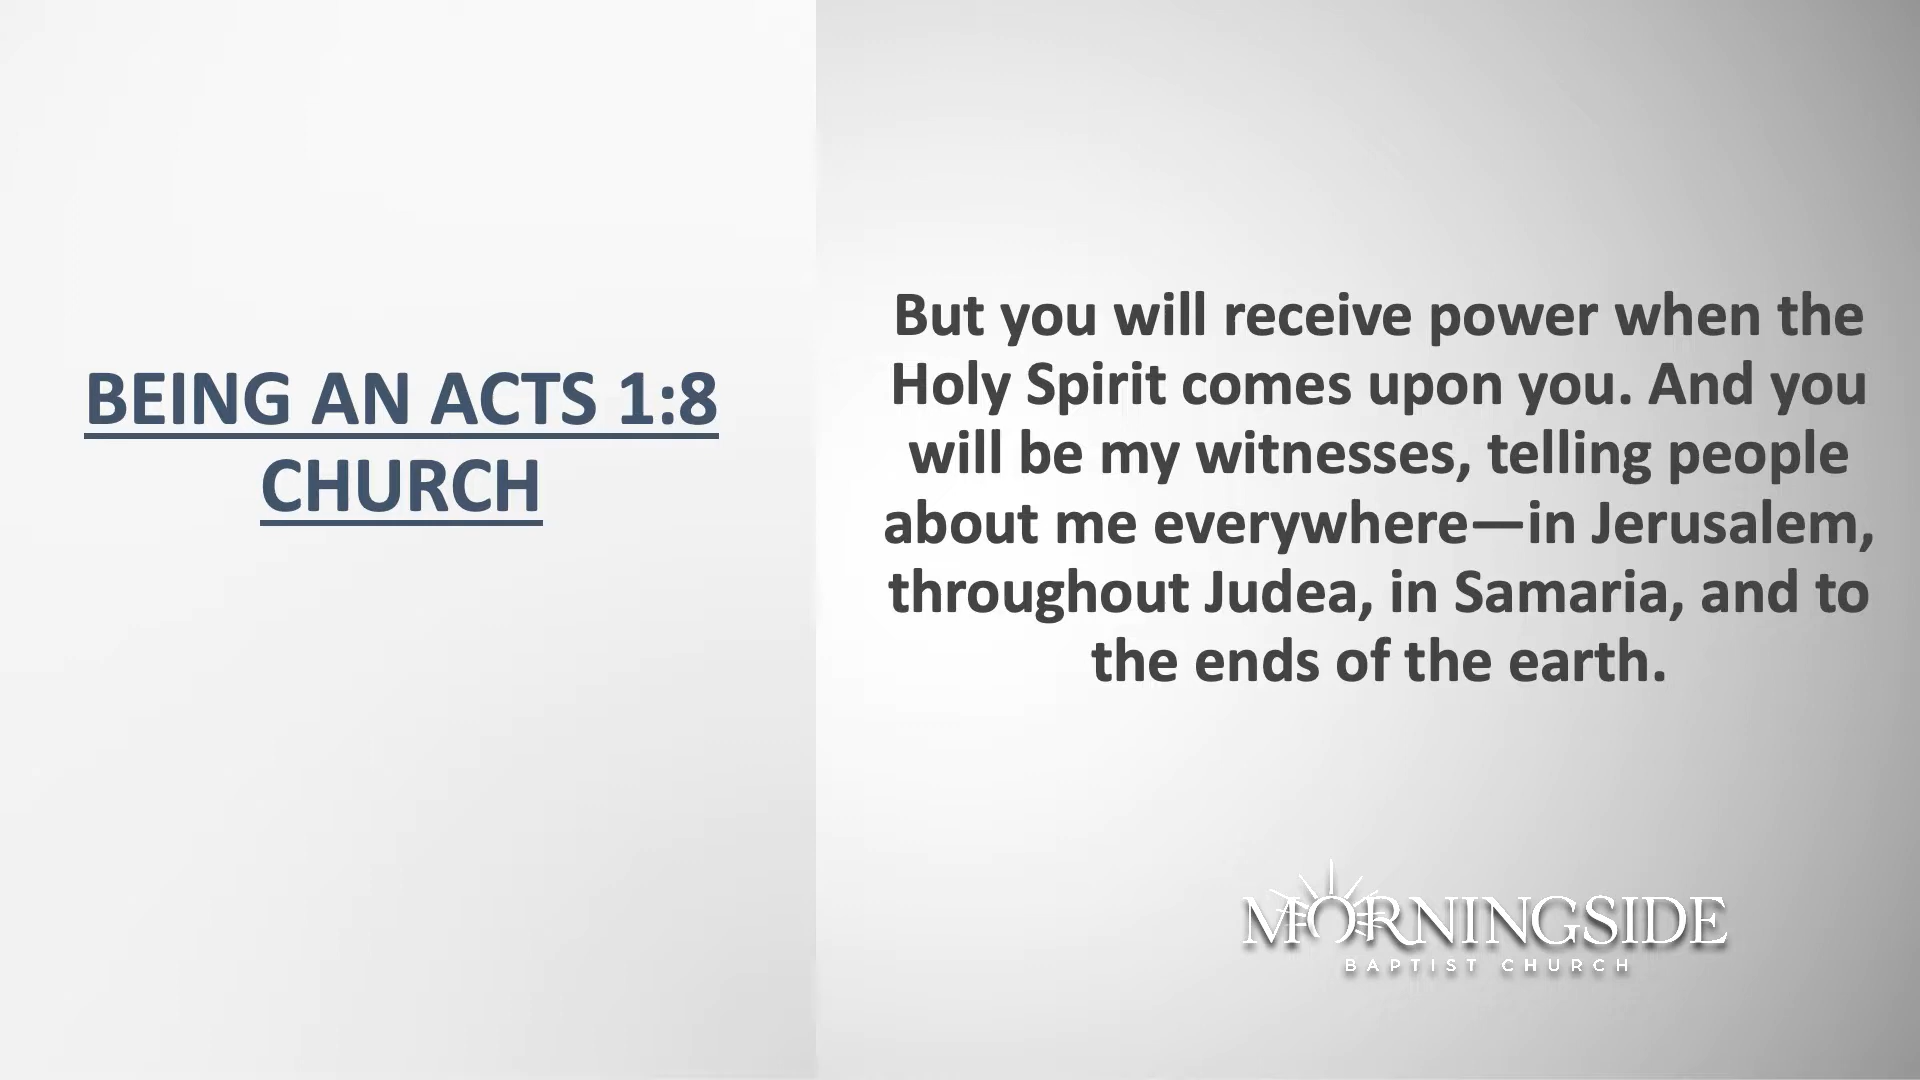 BEING AN ACTS 1:8
CHURCH
But you will receive power when the
Holy Spirit comes upon you. And you
will be my witnesses, telling people
about me everywhere—in Jerusalem,
throughout Judea, in Samaria, and to
the ends of the earth.
MORNINGSIDE
BAPTIST CHURCH